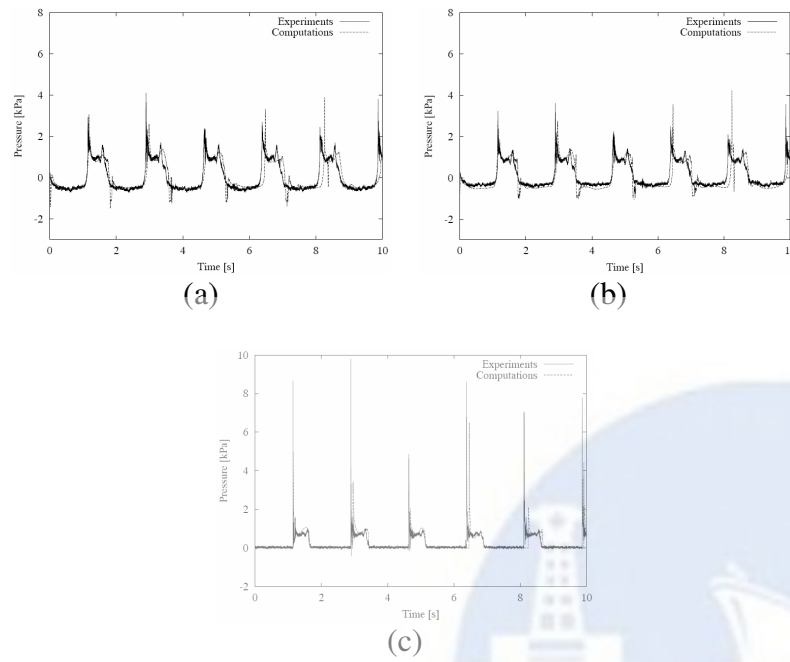 8
6
4
2
0
-2
Pressure [kPa]
Experiments
Computations
0 2 4 6 8 10
Time [s]
(a)
8
6
4
2
0
-2
Pressure [kPa]
Experiments
Computations
0 2 4 6 8 1
Time [s]
(b)
10
8
6
4
2
0
-2
Pressure [kPa]
Experiments
Computations
0 2 4 6 8 10
Time [s]
(c)